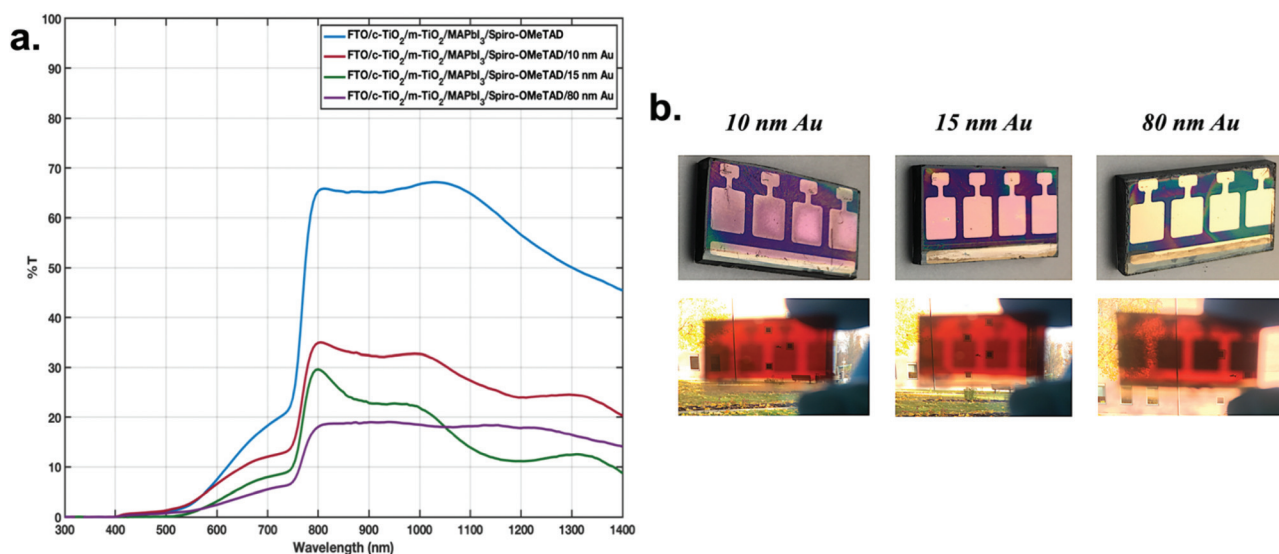 a.
FTO/c-TiO₂/m-TiO₂/MAPbI₃/Spiro-OMeTAD
FTO/c-TiO₂/m-TiO₂/MAPbI₃/Spiro-OMeTAD/10 nm Au
FTO/c-TiO₂/m-TiO₂/MAPbI₃/Spiro-OMeTAD/15 nm Au
FTO/c-TiO₂/m-TiO₂/MAPbI₃/Spiro-OMeTAD/80 nm Au
100
90
80
70
60
50
40
30
20
10
0
%T
300 400 500 600 700 800 900 1000 1100 1200 1300 1400
Wavelength (nm)
b.
10 nm Au 15 nm Au 80 nm Au